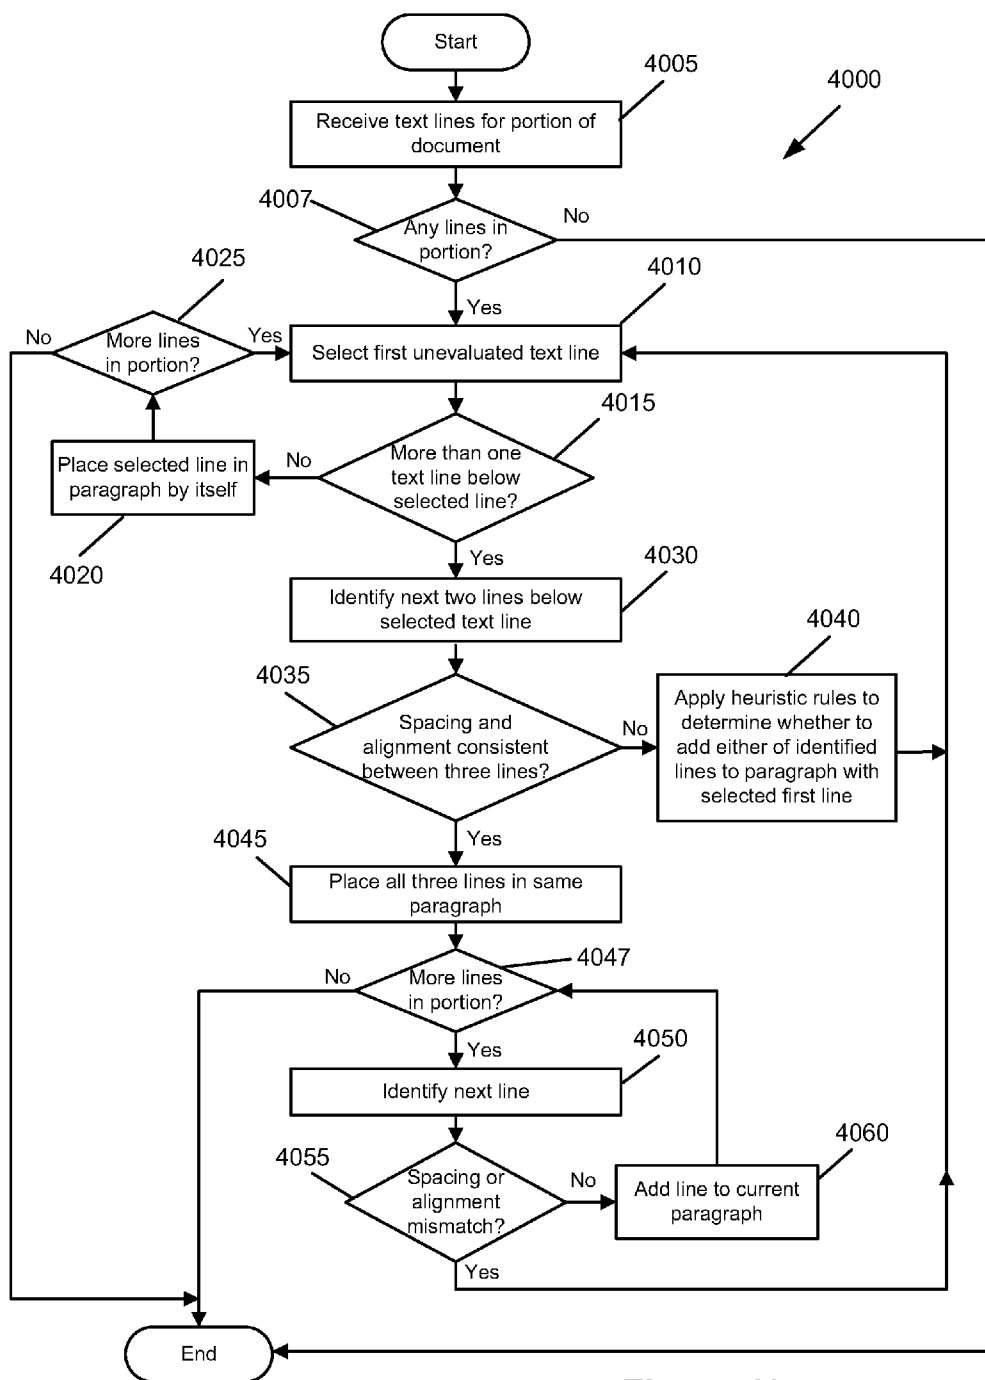 Start
4005
4000
Receive text lines for portion of
document
4007
No
Any lines in
portion?
4025
4010
Yes
No
More lines
in portion?
Yes
Select first unevaluated text line
4015
Place selected line in
paragraph by itself
No
More than one
text line below
selected line?
4020
Yes
4030
Identify next two lines below
selected text line
4040
4035
Spacing and
alignment consistent
between three lines?
No
Apply heuristic rules to
determine whether to
add either of identified
lines to paragraph with
selected first line
Yes
4045
Place all three lines in same
paragraph
4047
No
More lines
in portion?
Yes
4050
Identify next line
4060
4055
Spacing or
alignment
mismatch?
No
Add line to current
paragraph
Yes
End